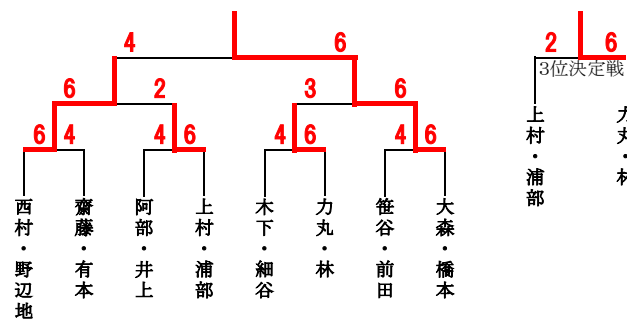 4 6
6 2 3 6
6 4 4 6 4 6 4 6
西村・野辺地
齋藤・有本
阿部・井上
上村・浦部
木下・細谷
力丸・林
笹谷・前田
大森・橋本
2 6
3位決定戦
上村・浦部